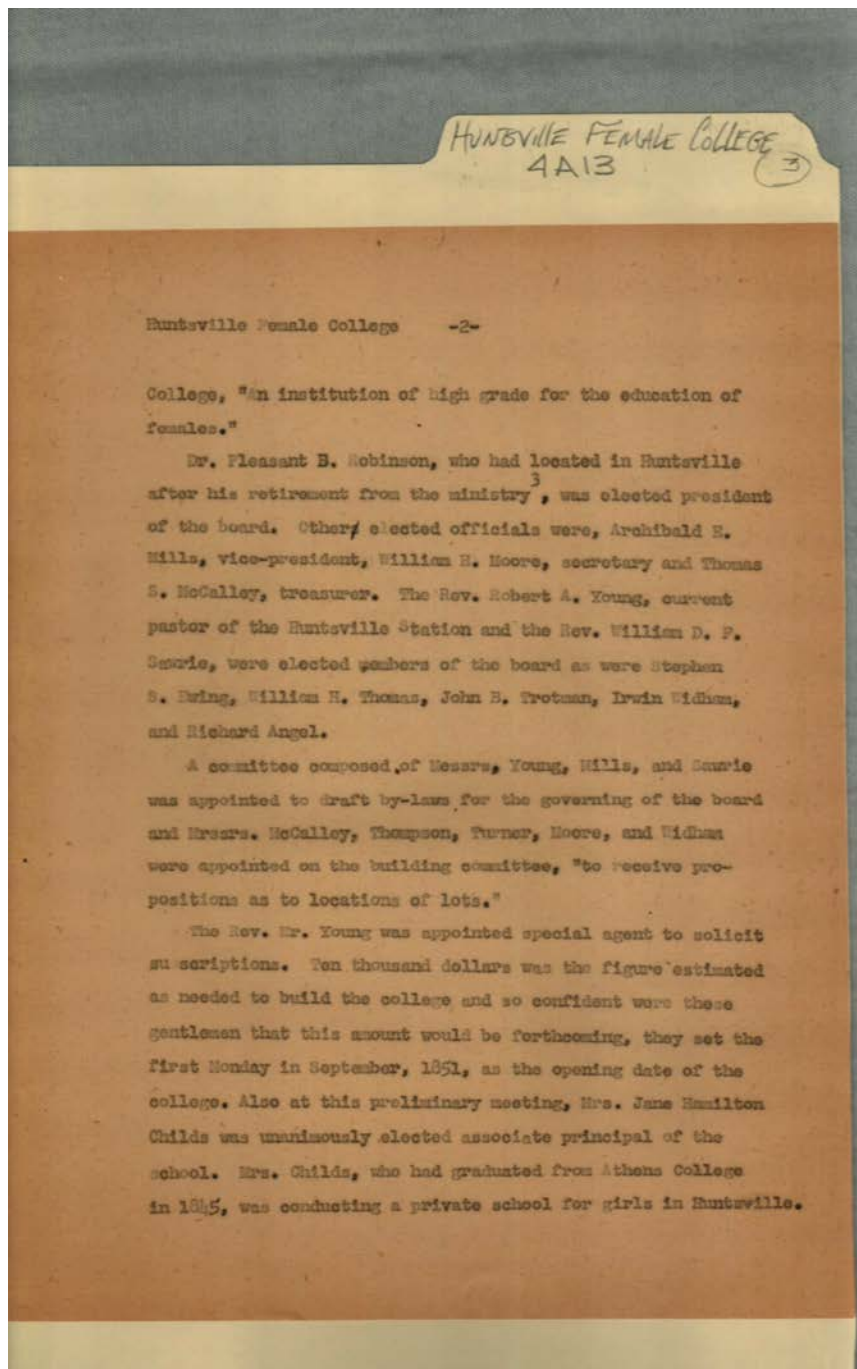 HUNSVILLE FEMALE COLLEGE
4A13
3
Huntsville Female College -2-
College, "An institution of high grade for the education of
females."
Dr. Pleasant B. Robinson, who had located in Huntsville
after his retirement from the ministry 3, was elected president
of the board. Other elected officials were, Archibald E.
Mills, vice-president, William H. Moore, secretary and Thomas
S. McCalley, treasurer. The Rev. Robert A. Young, current
pastor of the Huntsville Station and the Rev. William D. F.
Sawrie, were elected members of the board as were Stephen
S. Ewing, William H. Thomas, John B. Trotman, Irwin Widham,
and Richard Angel.
A committee composed of Messrs, Young, Mills, and Sawrie
was appointed to draft by-laws for the governing of the board
and Mrsars. McCalley, Thompson, Turner, Moore, and Widham
were appointed on the building committee, "to receive pro-
positions as to locations of lots."
The Rev. Mr. Young was appointed special agent to solicit
su scriptions. Ten thousand dollars was the figure estimated
as needed to build the college and so confident were these
gentlemen that this amount would be forthcoming, they set the
first Monday in September, 1851, as the opening date of the
college. Also at this preliminary meeting, Mrs. Jane Hamilton
Childs was unanimously elected associate principal of the
school. Mrs. Childs, who had graduated from Athens College
in 1845, was conducting a private school for girls in Huntsville.